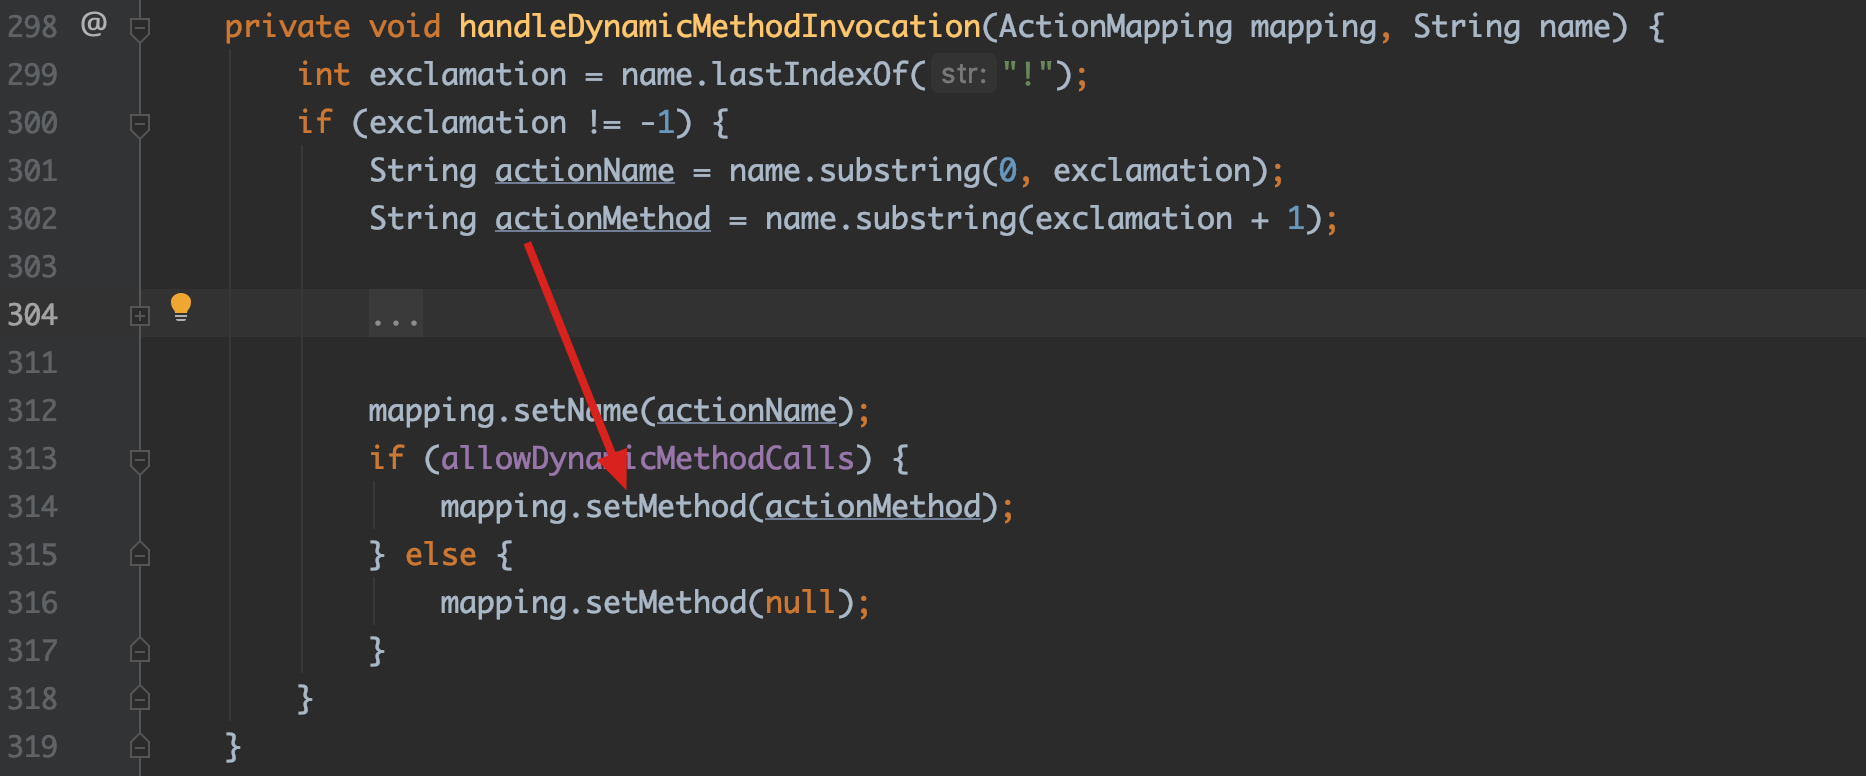 298 @ private void handleDynamicMethodInvocation(ActionMapping mapping, String name) {
299 int exclamation = name.lastIndexOf( str: "!");
300 if (exclamation != -1) {
301 String actionName = name.substring(0, exclamation);
302 String actionMethod = name.substring(exclamation + 1);
303
304 ...
311
312 mapping.setName(actionName);
313 if (allowDynamicMethodCalls) {
314 mapping.setMethod(actionMethod);
315 } else {
316 mapping.setMethod(null);
317 }
318 }
319 }